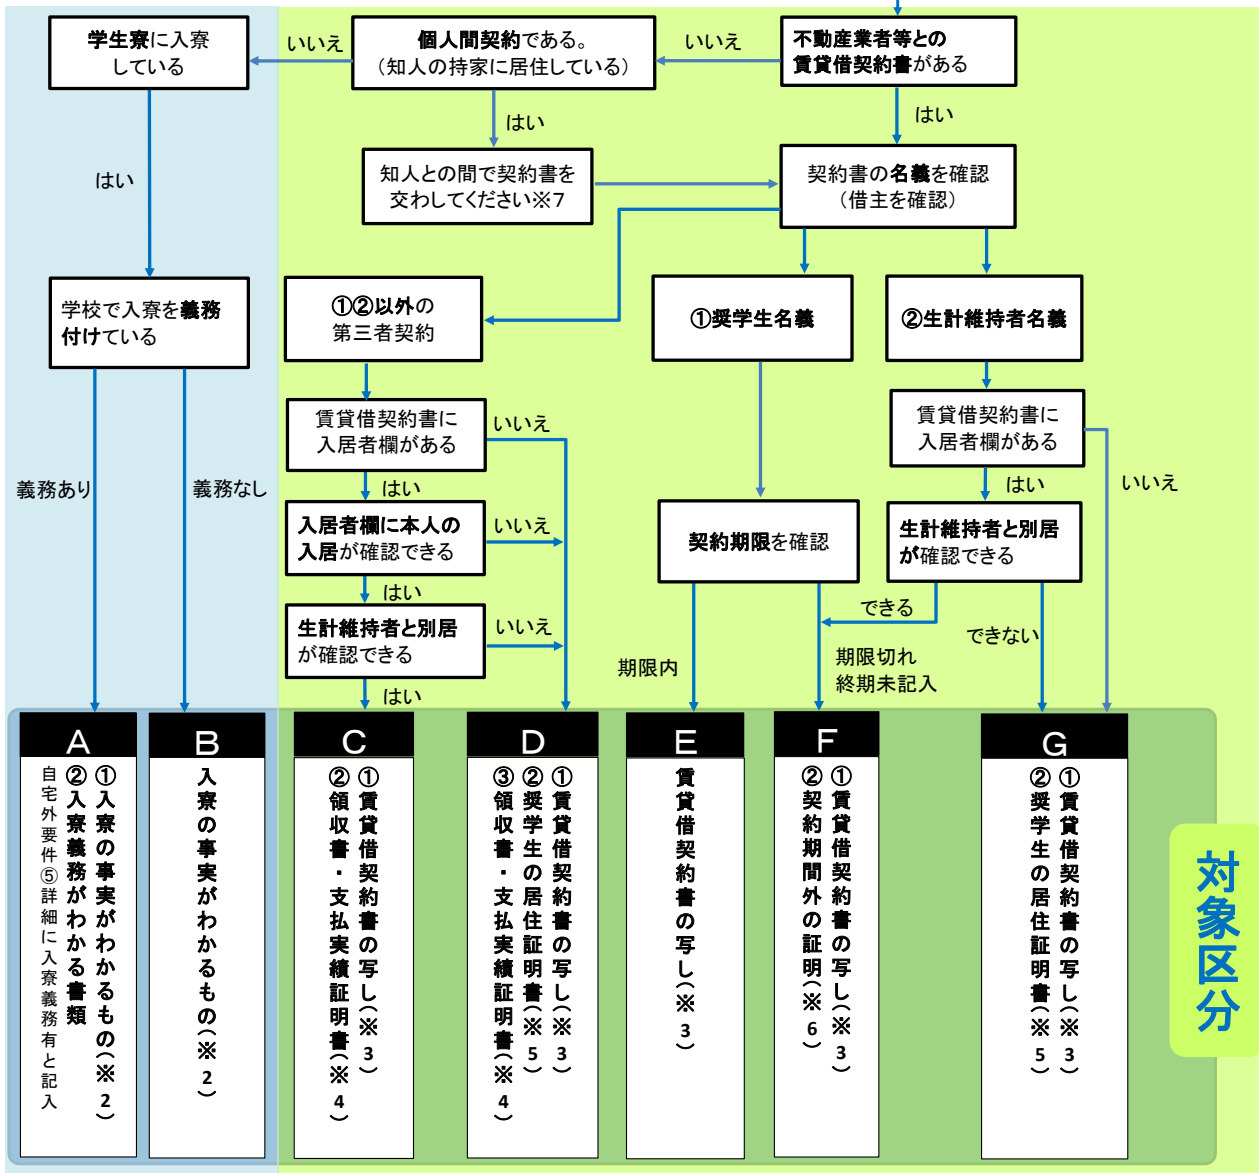 学生寮に入寮
している
いいえ
個人間契約である。
（知人の持家に居住している）
いいえ
不動産業者等との
賃貸借契約書がある
はい
はい
はい
知人との間で契約書を
交わしてください※7
契約書の名義を確認
（借主を確認）
学校で入寮を義務
付けている
①②以外の
第三者契約
①奨学生名義
②生計維持者名義
賃貸借契約書に
入居者欄がある
いいえ
賃貸借契約書に
入居者欄がある
義務あり
義務なし
はい
はい
いいえ
入居者欄に本人の
入居が確認できる
いいえ
契約期限を確認
生計維持者と別居
が確認できる
はい
できる
生計維持者と別居
が確認できる
いいえ
できない
期限内
期限切れ
終期未記入
はい
A
①入寮の事実がわかるもの（※2）
②入寮義務がわかる書類
自宅外要件⑤詳細に入寮義務有と記入
B
入寮の事実がわかるもの（※2）
C
①賃貸借契約書の写し（※3）
②領収書・支払実績証明書（※4）
D
①賃貸借契約書の写し（※3）
②奨学生の居住証明書（※5）
③領収書・支払実績証明書（※4）
E
賃貸借契約書の写し（※3）
F
①賃貸借契約書の写し（※3）
②契約期間外の証明（※6）
G
①賃貸借契約書の写し（※3）
②奨学生の居住証明書（※5）
対象区分